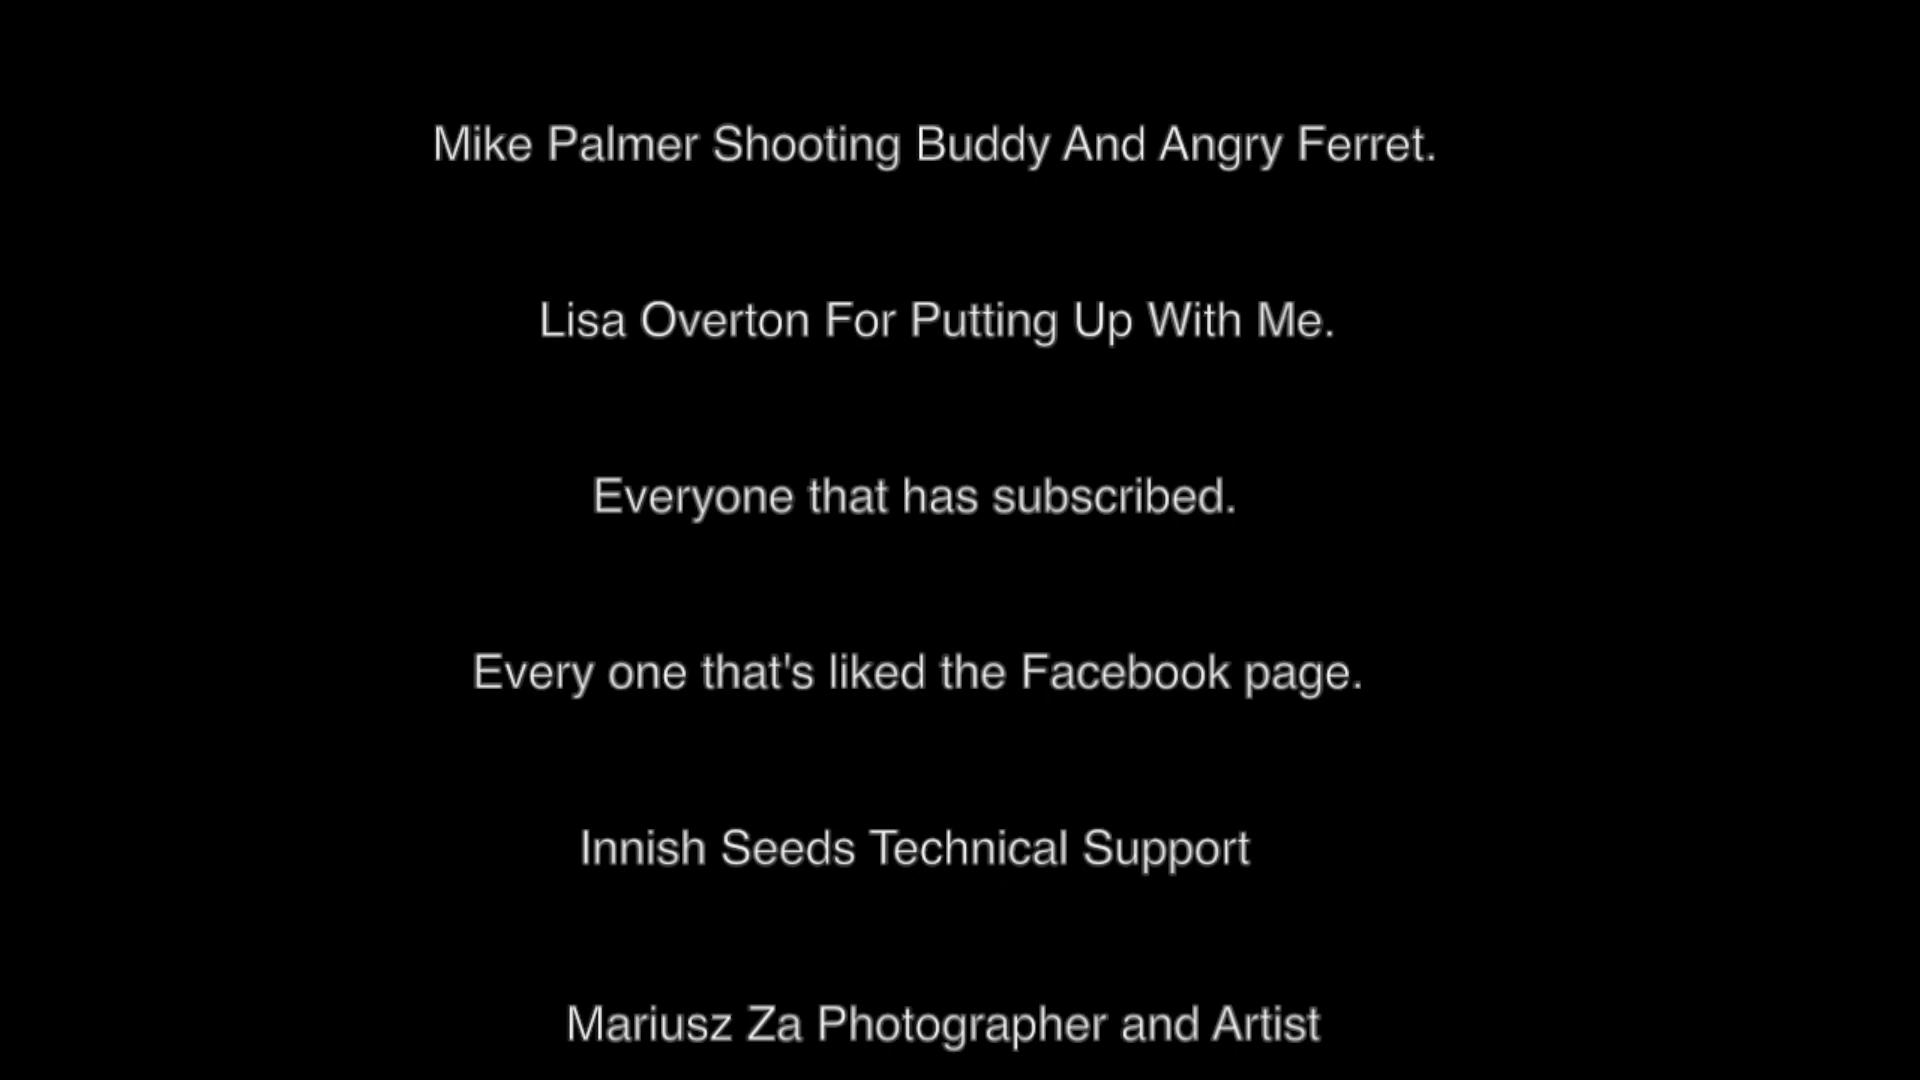 Mike Palmer Shooting Buddy And Angry Ferret.
Lisa Overton For Putting Up With Me.
Everyone that has subscribed.
Every one that's liked the Facebook page.
Innish Seeds Technical Support
Mariusz Za Photographer and Artist